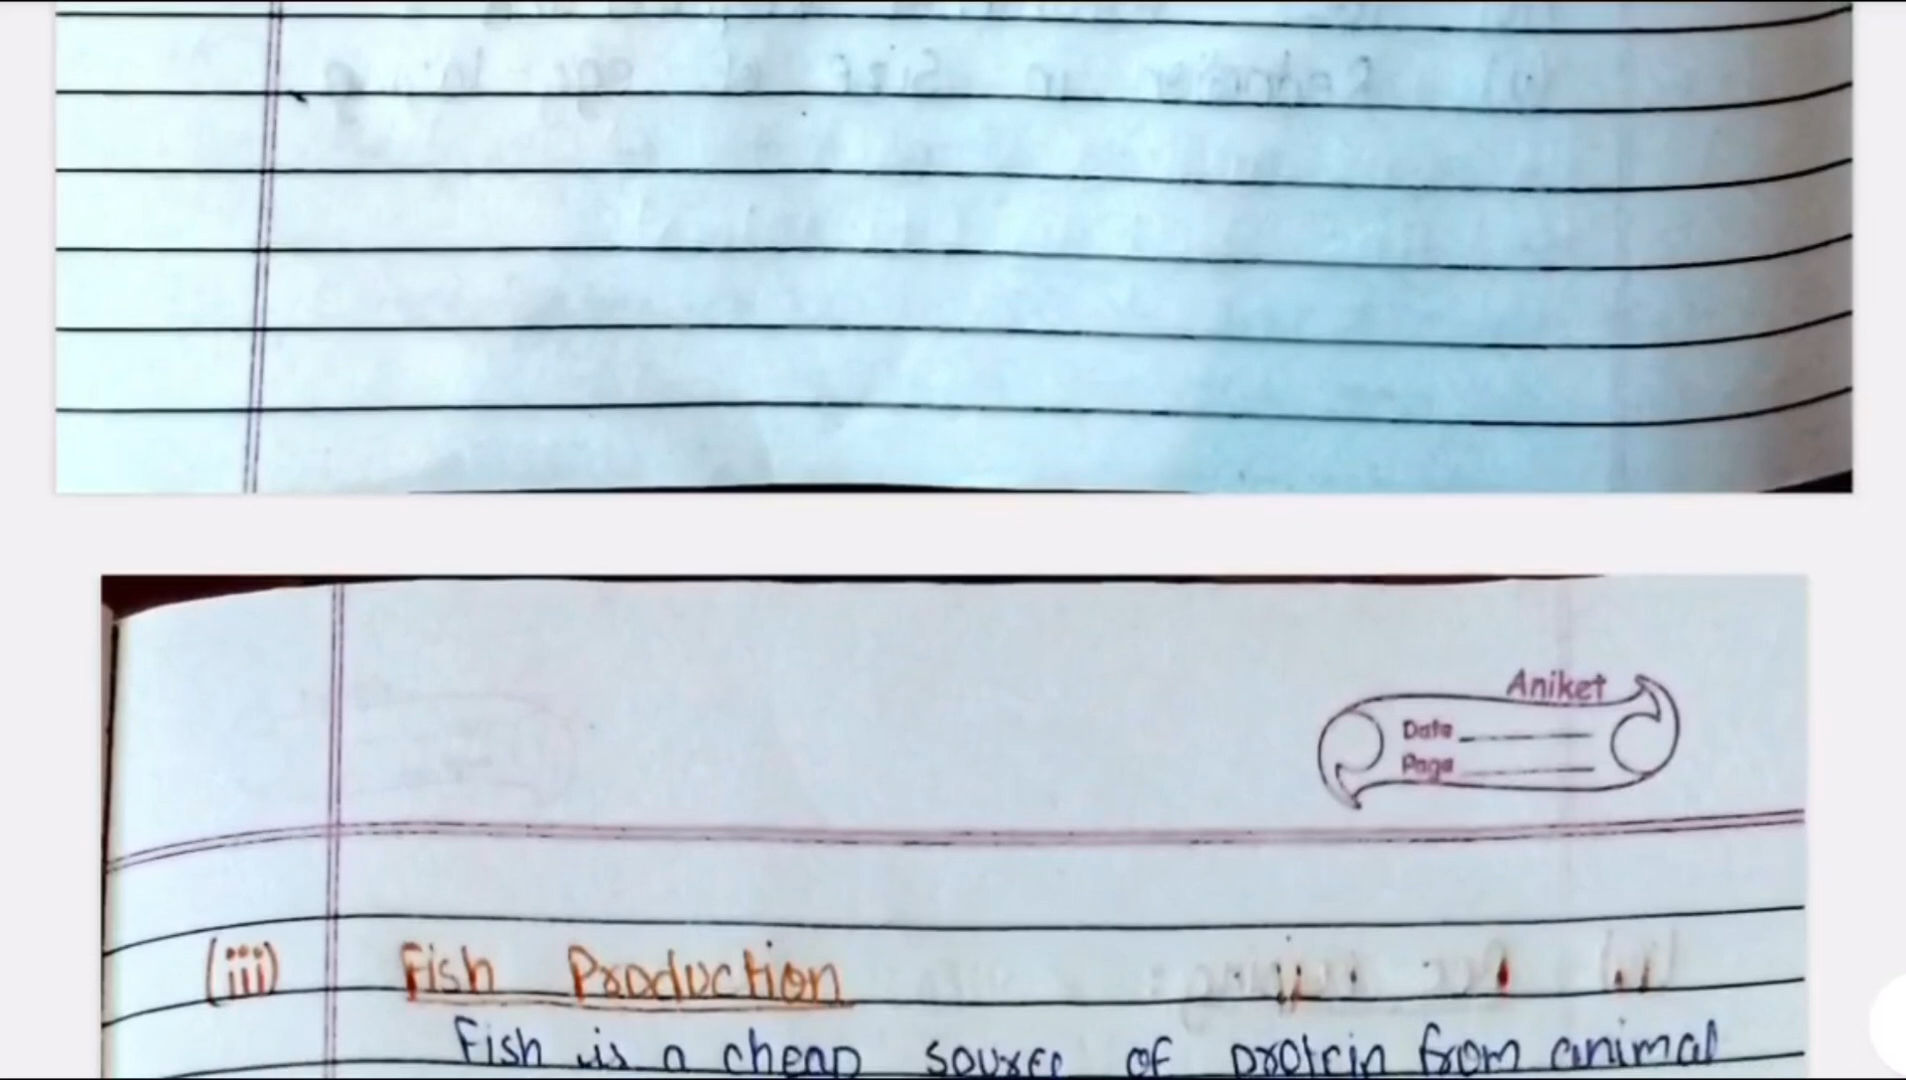 Aniket
Date
Page
(iii) Fish Production
Fish is a cheap source of protein from animal